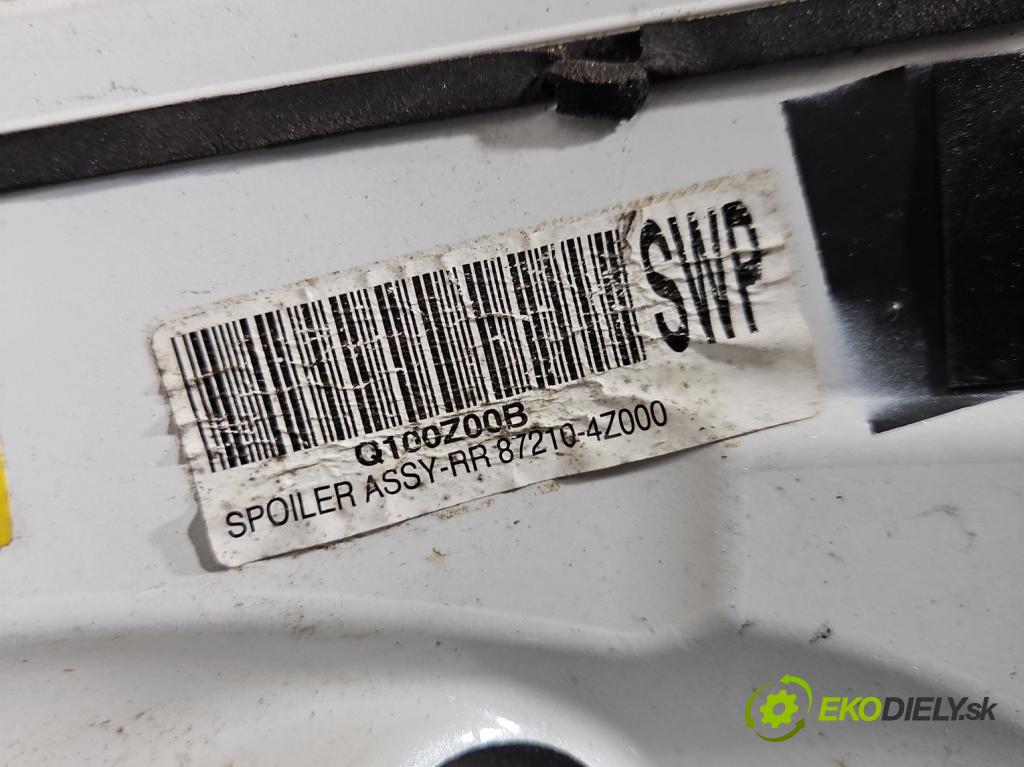 SWP
Q100Z00B
SPOILER ASSY-RR 87210-4Z000
EKODIELY.sk